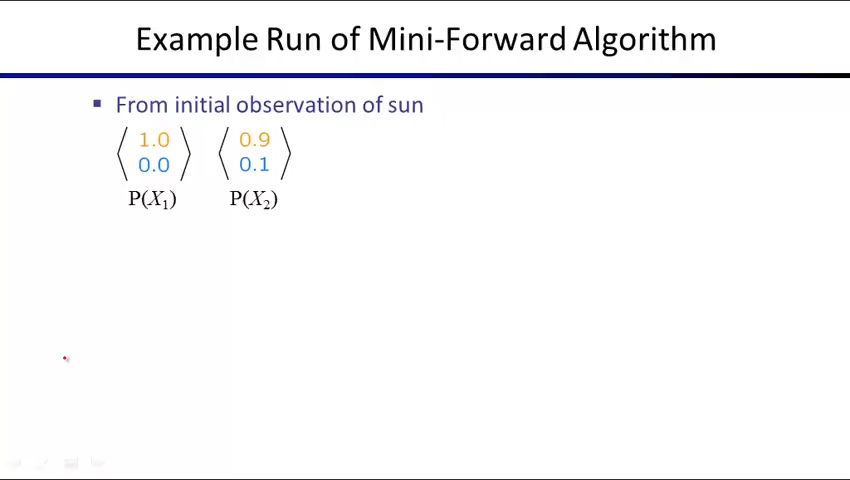 Example Run of Mini-Forward Algorithm
▪ From initial observation of sun
⟨1.0 0.0⟩ ⟨0.9 0.1⟩
P(X₁) P(X₂)